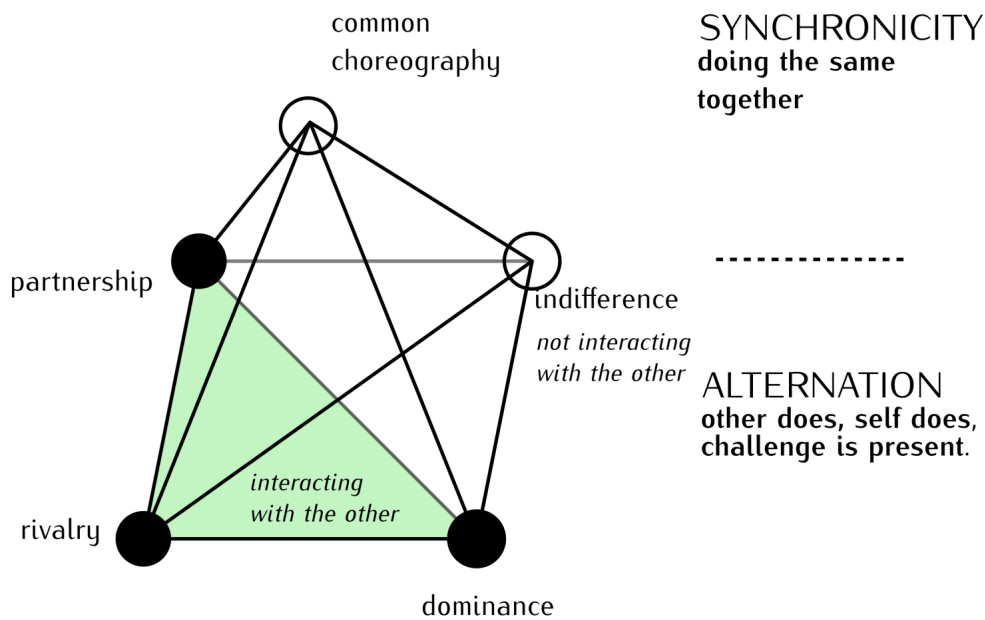 common
choreography
SYNCHRONICITY
doing the same
together
partnership
indifference
not interacting
with the other
ALTERNATION
other does, self does,
challenge is present.
interacting
with the other
rivalry
dominance